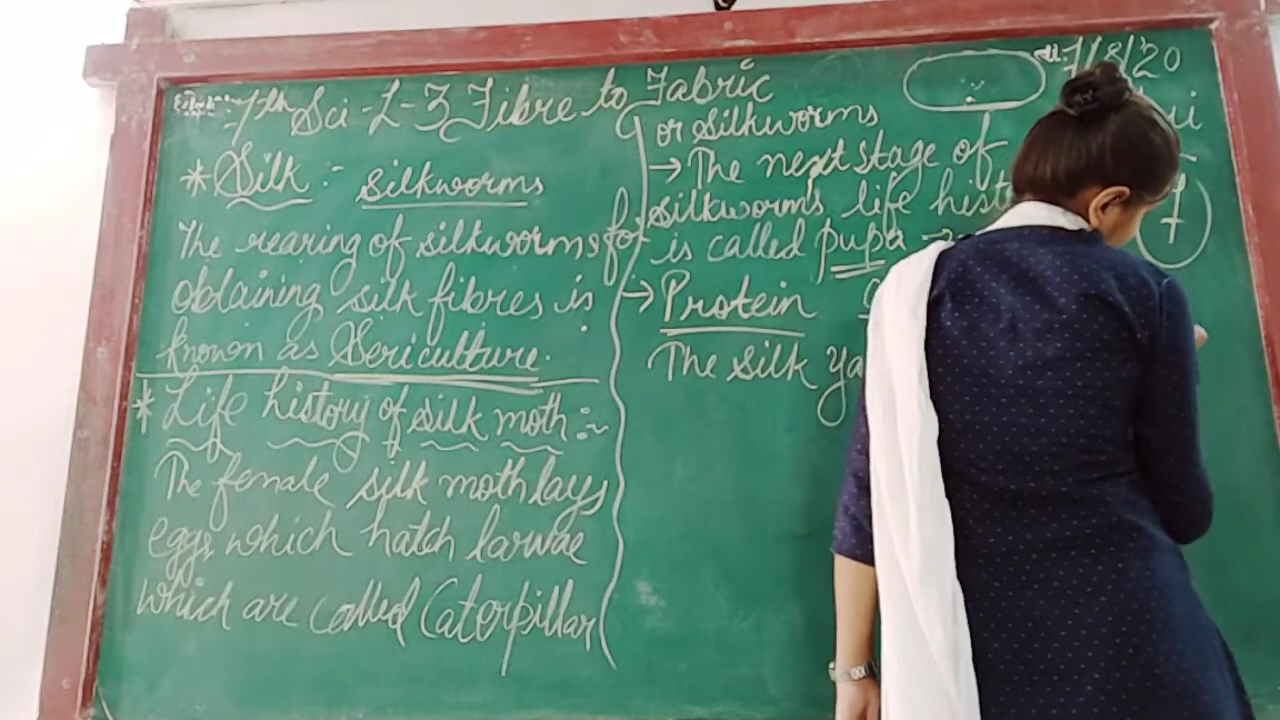 7th Sci-L-3 Fibre to Fabric
7/8/20
* Silk :- silkworms
The rearing of silkworms for
obtaining silk fibres is
known as Sericulture.
* Life history of silk moth :-
The female silk moth lays
eggs, which hatch larvae
which are called Caterpillar
or Silkworms
→ The next stage of
silkworms life
is called pupa →
→ Protein
The silk